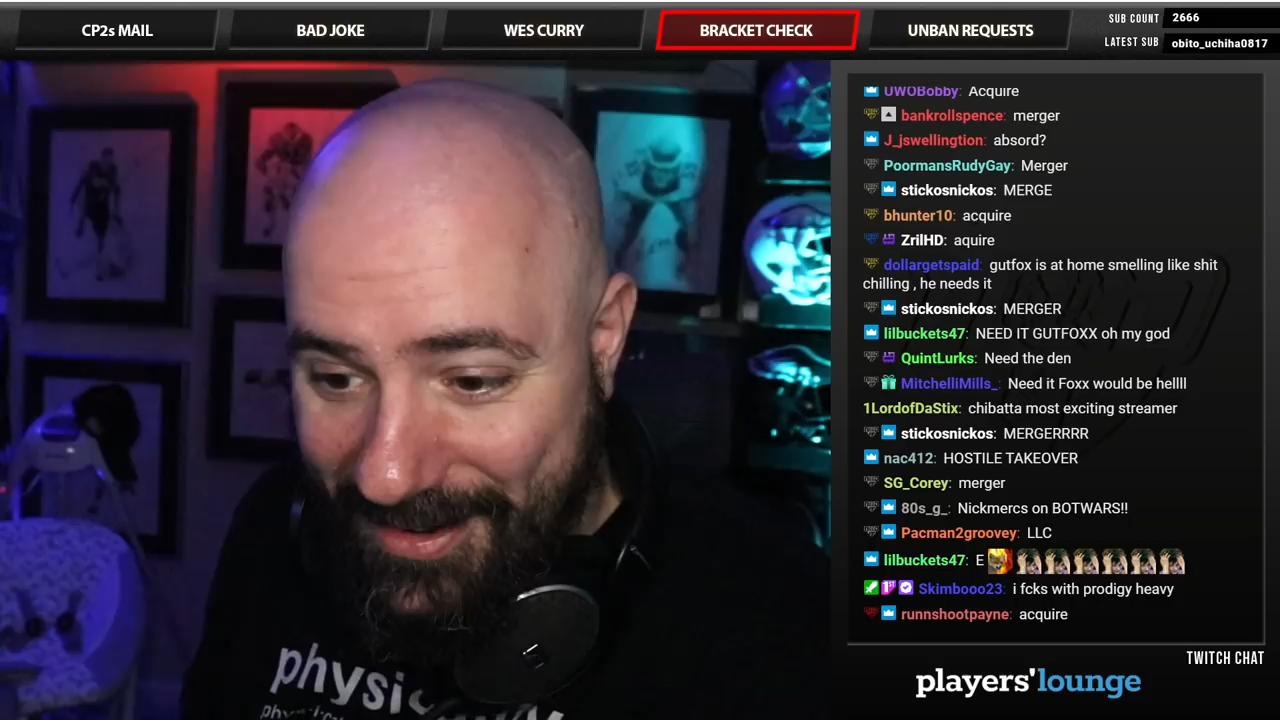 CP2s MAIL
BAD JOKE
WES CURRY
BRACKET CHECK
UNBAN REQUESTS
SUB COUNT 2666
LATEST SUB obito_uchiha0817
UWOBobby: Acquire
bankrollspence: merger
J_jswellingtion: absord?
PoormansRudyGay: Merger
stickosnickos: MERGE
bhunter10: acquire
ZrilHD: aquire
dollargetspaid: gutfox is at home smelling like shit
chilling , he needs it
stickosnickos: MERGER
lilbuckets47: NEED IT GUTFOXX oh my god
QuintLurks: Need the den
MitchelliMills_: Need it Foxx would be hellll
1LordofDaStix: chibatta most exciting streamer
stickosnickos: MERGERRRR
nac412: HOSTILE TAKEOVER
SG_Corey: merger
80s_g_: Nickmercs on BOTWARS!!
Pacman2groovey: LLC
lilbuckets47: E
Skimbooo23: i fcks with prodigy heavy
runnshootpayne: acquire
TWITCH CHAT
players'lounge